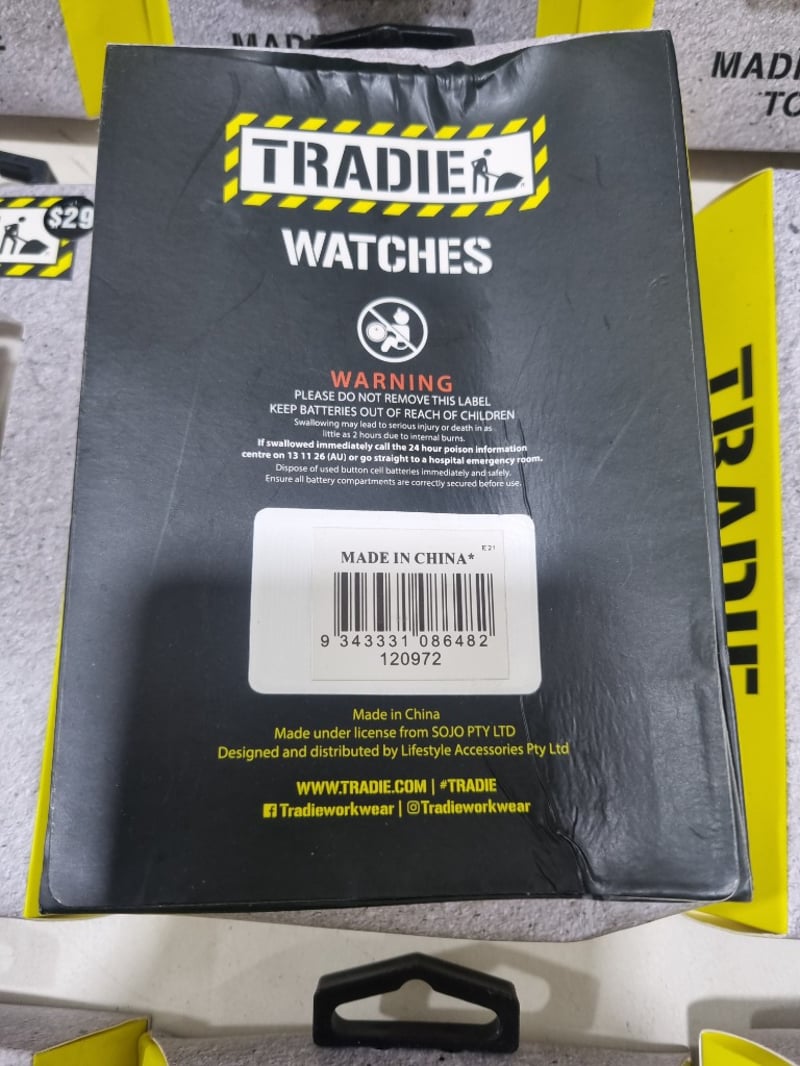 MADE
TO
$29
TRADIE
WATCHES
WARNING
PLEASE DO NOT REMOVE THIS LABEL
KEEP BATTERIES OUT OF REACH OF CHILDREN
Swallowing may lead to serious injury or death in as
little as 2 hours due to internal burns.
If swallowed immediately call the 24 hour poison information
centre on 13 11 26 (AU) or go straight to a hospital emergency room.
Dispose of used button cell batteries immediately and safely.
Ensure all battery compartments are correctly secured before use.
E21
MADE IN CHINA*
9 343331 086482
120972
Made in China
Made under license from SOJO PTY LTD
Designed and distributed by Lifestyle Accessories Pty Ltd
WWW.TRADIE.COM | #TRADIE
Tradieworkwear | Tradieworkwear
TRADIE